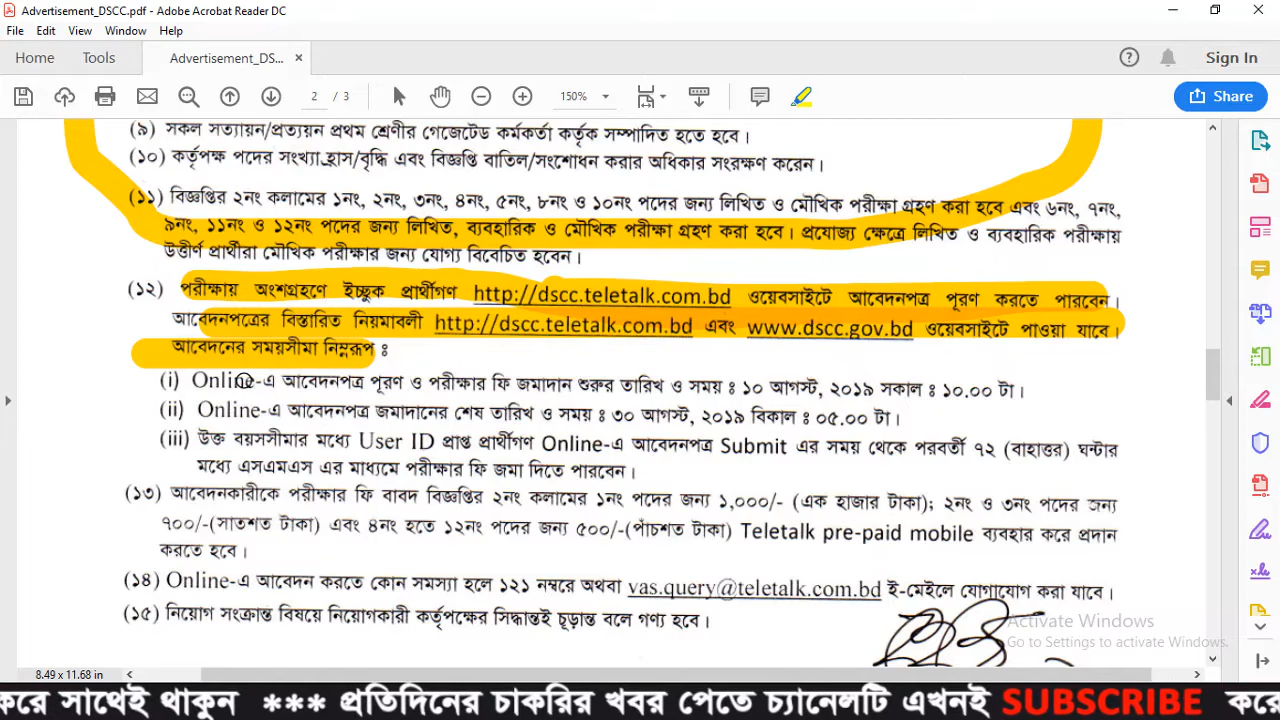 Advertisement_DSCC.pdf - Adobe Acrobat Reader DC
File Edit View Window Help
Home Tools Advertisement_DS... ×
Sign In
2 / 3 150% Share
(৯) সকল সত্যায়ন/প্রত্যয়ন প্রথম শ্রেণীর গেজেটেড কর্মকর্তা কর্তৃক সম্পাদিত হতে হবে।
(১০) কর্তৃপক্ষ পদের সংখ্যা হ্রাস/বৃদ্ধি এবং বিজ্ঞপ্তি বাতিল/সংশোধন করার অধিকার সংরক্ষণ করেন।
(১১) বিজ্ঞপ্তির ২নং কলামের ১নং, ২নং, ৩নং, ৪নং, ৫নং, ৮নং ও ১০নং পদের জন্য লিখিত ও মৌখিক পরীক্ষা গ্রহণ করা হবে এবং ৬নং, ৭নং,
৯নং, ১১নং ও ১২নং পদের জন্য লিখিত, ব্যবহারিক ও মৌখিক পরীক্ষা গ্রহণ করা হবে। প্রযোজ্য ক্ষেত্রে লিখিত ও ব্যবহারিক পরীক্ষায়
উত্তীর্ণ প্রার্থীরা মৌখিক পরীক্ষার জন্য যোগ্য বিবেচিত হবেন।
(১২) পরীক্ষায় অংশগ্রহণে ইচ্ছুক প্রার্থীগণ http://dscc.teletalk.com.bd ওয়েবসাইটে আবেদনপত্র পূরণ করতে পারবেন।
আবেদনপত্রের বিস্তারিত নিয়মাবলী http://dscc.teletalk.com.bd এবং www.dscc.gov.bd ওয়েবসাইটে পাওয়া যাবে।
আবেদনের সময়সীমা নিম্নরূপ ঃ
(i) Online-এ আবেদনপত্র পূরণ ও পরীক্ষার ফি জমাদান শুরুর তারিখ ও সময় ঃ ১০ আগস্ট, ২০১৯ সকাল ঃ ১০.০০ টা।
(ii) Online-এ আবেদনপত্র জমাদানের শেষ তারিখ ও সময় ঃ ৩০ আগস্ট, ২০১৯ বিকাল ঃ ০৫.০০ টা।
(iii) উক্ত বয়সসীমার মধ্যে User ID প্রাপ্ত প্রার্থীগণ Online-এ আবেদনপত্র Submit এর সময় থেকে পরবর্তী ৭২ (বাহাত্তর) ঘন্টার
মধ্যে এসএমএস এর মাধ্যমে পরীক্ষার ফি জমা দিতে পারবেন।
(১৩) আবেদনকারীকে পরীক্ষার ফি বাবদ বিজ্ঞপ্তির ২নং কলামের ১নং পদের জন্য ১,০০০/- (এক হাজার টাকা); ২নং ও ৩নং পদের জন্য
৭০০/-(সাতশত টাকা) এবং ৪নং হতে ১২নং পদের জন্য ৫০০/-(পাঁচশত টাকা) Teletalk pre-paid mobile ব্যবহার করে প্রদান
করতে হবে।
(১৪) Online-এ আবেদন করতে কোন সমস্যা হলে ১২১ নম্বরে অথবা vas.query@teletalk.com.bd ই-মেইলে যোগাযোগ করা যাবে।
(১৫) নিয়োগ সংক্রান্ত বিষয়ে নিয়োগকারী কর্তৃপক্ষের সিদ্ধান্তই চূড়ান্ত বলে গণ্য হবে।
Activate Windows
Go to Settings to activate Windows.
8.49 x 11.68 in
করে সাথেই থাকুন *** প্রতিদিনের চাকরির খবর পেতে চ্যানেলটি এখনই SUBSCRIBE করে